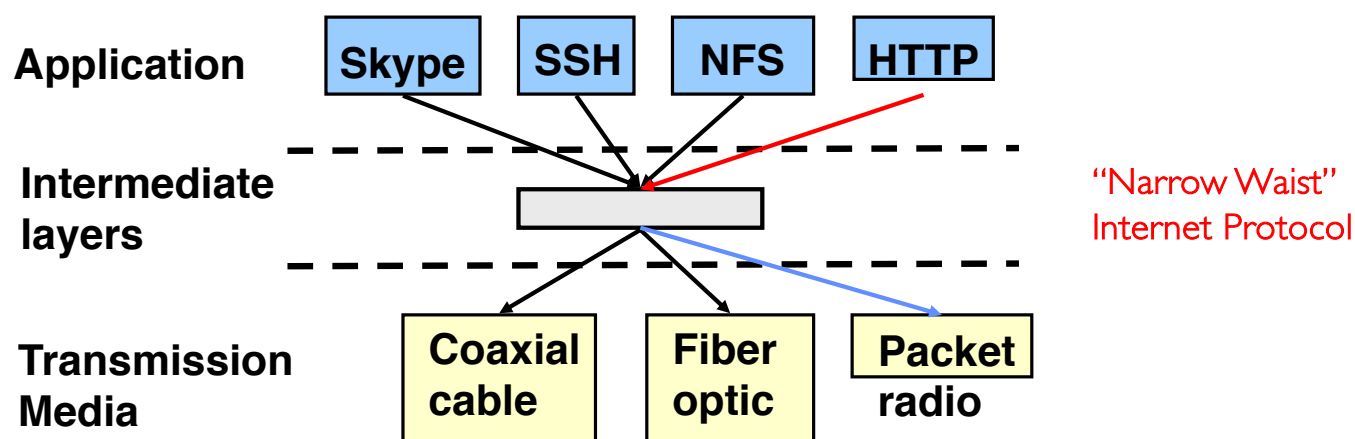 Application
Skype
SSH
NFS
HTTP
Intermediate
layers
“Narrow Waist”
Internet Protocol
Transmission
Media
Coaxial
cable
Fiber
optic
Packet
radio